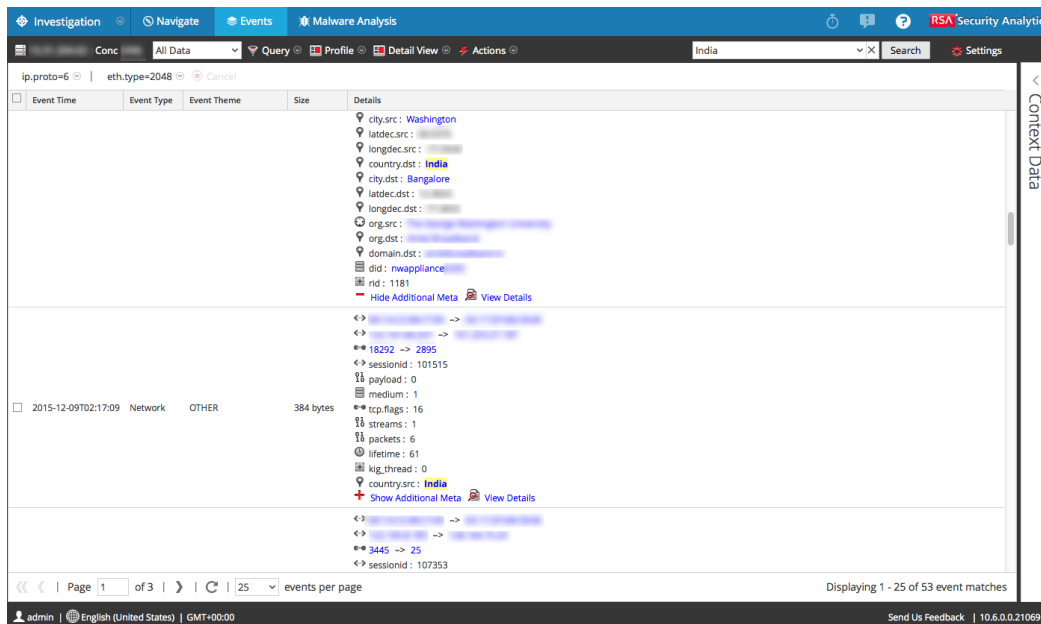 Investigation Navigate Events Malware Analysis RSA Security Analytic
Conc All Data Query Profile Detail View Actions India Search Settings
ip.proto=6 | eth.type=2048 Cancel
Context Data
Event Time Event Type Event Theme Size Details
city.src : Washington
latdec.src :
longdec.src :
country.dst : India
city.dst : Bangalore
latdec.dst :
longdec.dst :
org.src :
org.dst :
domain.dst :
did : nwappliance
rid : 1181
Hide Additional Meta View Details
->
->
18292 -> 2895
sessionid : 101515
payload : 0
medium : 1
2015-12-09T02:17:09 Network OTHER 384 bytes tcp.flags : 16
streams : 1
packets : 6
lifetime : 61
kig_thread : 0
country.src : India
Show Additional Meta View Details
->
->
3445 -> 25
sessionid : 107353
Page 1 of 3 | 25 events per page Displaying 1 - 25 of 53 event matches
admin | English (United States) | GMT+00:00 Send Us Feedback | 10.6.0.0.21069